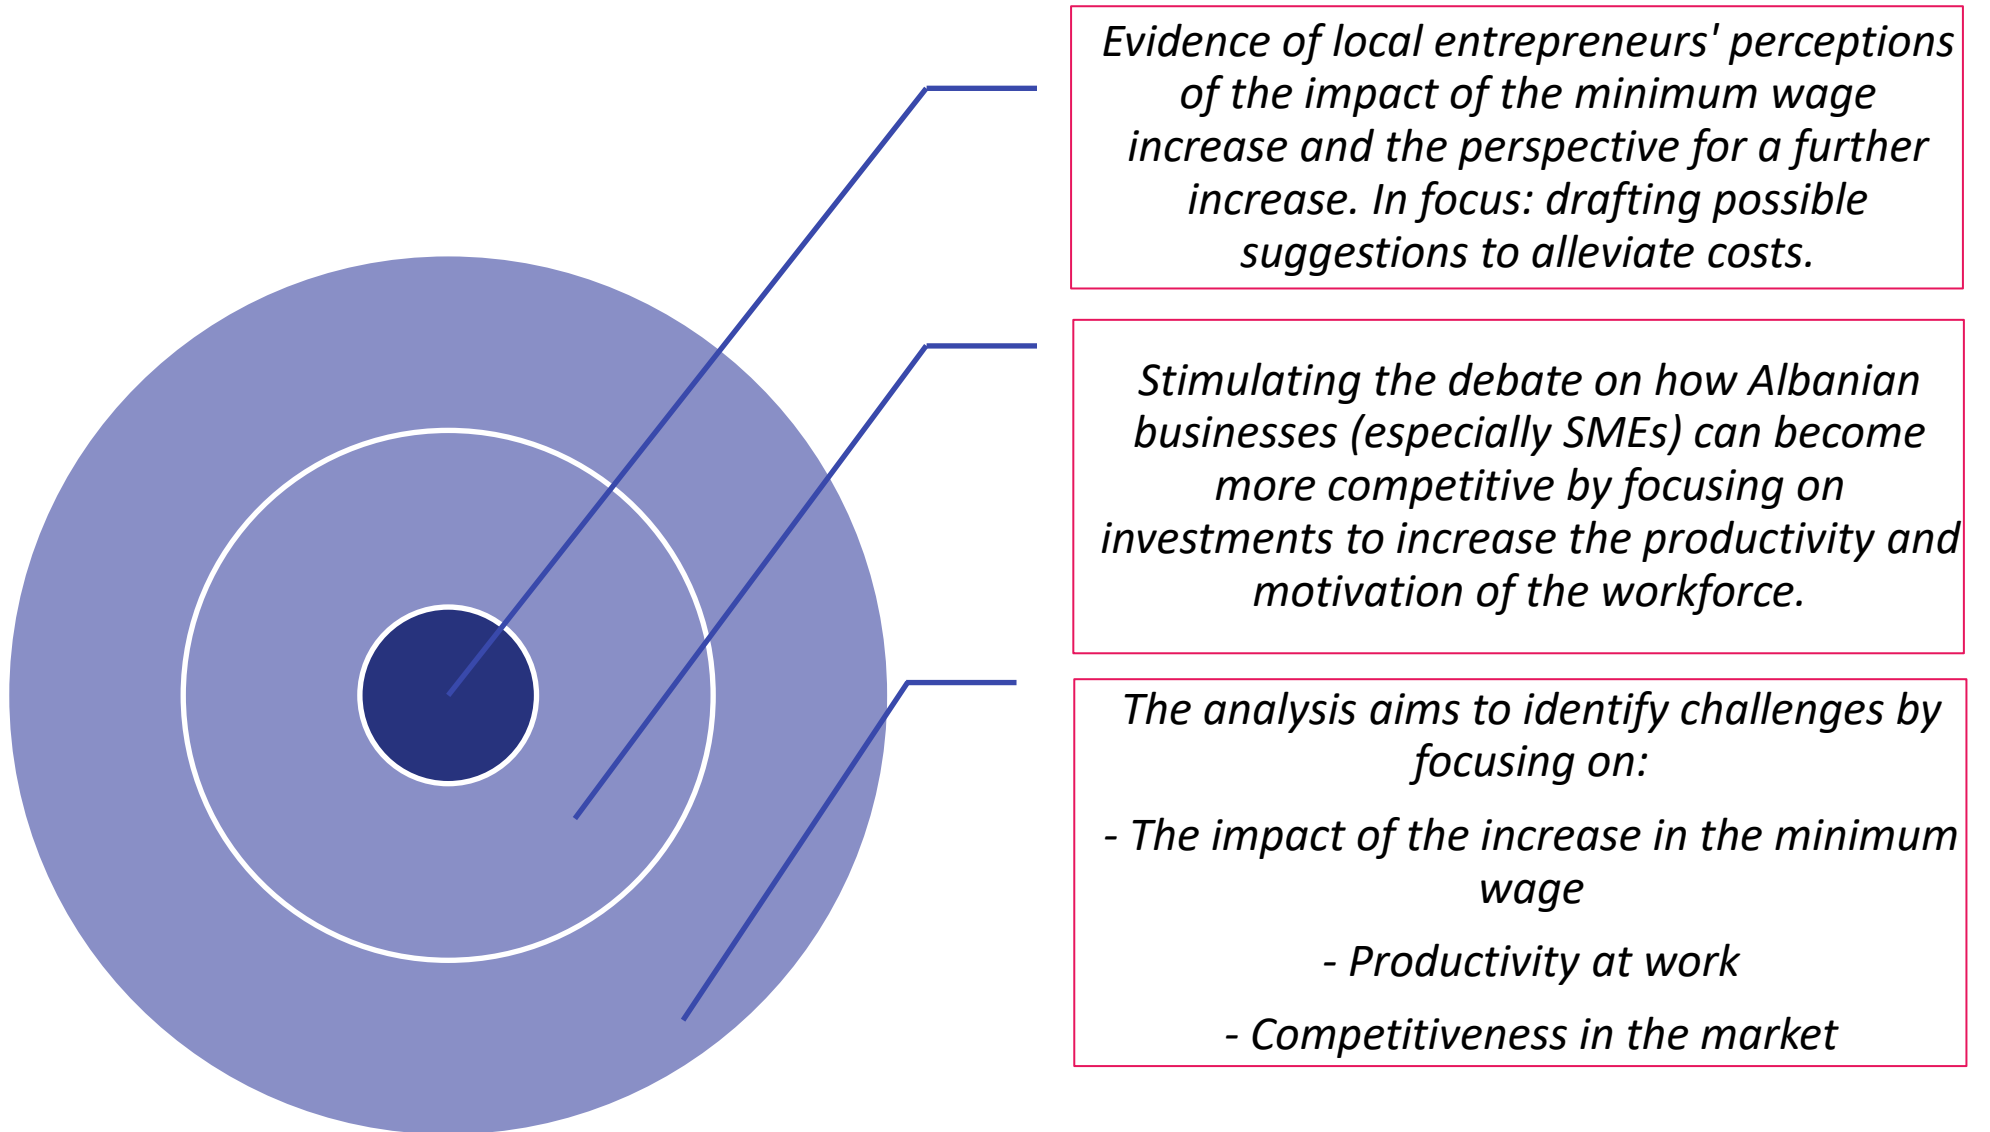 Evidence of local entrepreneurs' perceptions
of the impact of the minimum wage
increase and the perspective for a further
increase. In focus: drafting possible
suggestions to alleviate costs.
Stimulating the debate on how Albanian
businesses (especially SMEs) can become
more competitive by focusing on
investments to increase the productivity and
motivation of the workforce.
The analysis aims to identify challenges by
focusing on:
- The impact of the increase in the minimum
wage
- Productivity at work
- Competitiveness in the market